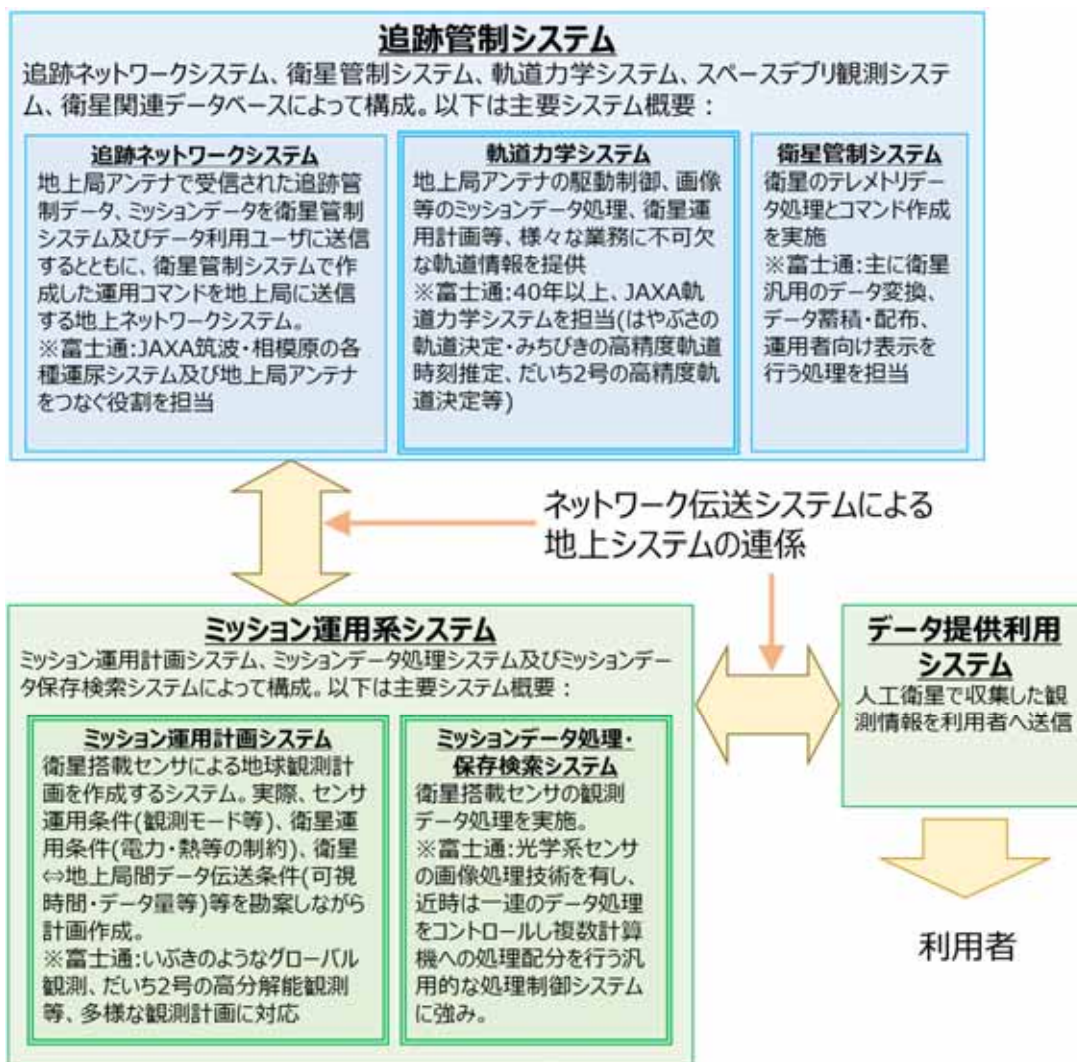 追跡管制システム
追跡ネットワークシステム、衛星管制システム、軌道力学システム、スペースデブリ観測システ
ム、衛星関連データベースによって構成。以下は主要システム概要：
追跡ネットワークシステム
地上局アンテナで受信された追跡管
制データ、ミッションデータを衛星管制
システム及びデータ利用ユーザに送信
するとともに、衛星管制システムで作
成した運用コマンドを地上局に送信
する地上ネットワークシステム。
※富士通:JAXA筑波・相模原の各
種運尿システム及び地上局アンテナ
をつなぐ役割を担当
軌道力学システム
地上局アンテナの駆動制御、画像
等のミッションデータ処理、衛星運
用計画等、様々な業務に不可欠
な軌道情報を提供
※富士通:40年以上、JAXA軌
道力学システムを担当(はやぶさの
軌道決定・みちびきの高精度軌道
時刻推定、だいち2号の高精度軌
道決定等)
衛星管制システム
衛星のテレメトリデー
タ処理とコマンド作成
を実施
※富士通:主に衛星
汎用のデータ変換、
データ蓄積・配布、
運用者向け表示を
行う処理を担当
ネットワーク伝送システムによる
地上システムの連係
ミッション運用系システム
ミッション運用計画システム、ミッションデータ処理システム及びミッションデー
タ保存検索システムによって構成。以下は主要システム概要：
ミッション運用計画システム
衛星搭載センサによる地球観測計
画を作成するシステム。実際、センサ
運用条件(観測モード等)、衛星運
用条件(電力・熱等の制約)、衛星
⇔地上局間データ伝送条件(可視
時間・データ量等)等を勘案しながら
計画作成。
※富士通:いぶきのようなグローバル
観測、だいち2号の高分解能観測
等、多様な観測計画に対応
ミッションデータ処理・
保存検索システム
衛星搭載センサの観測
データ処理を実施。
※富士通:光学系センサ
の画像処理技術を有し、
近時は一連のデータ処理
をコントロールし複数計算
機への処理配分を行う汎
用的な処理制御システム
に強み。
データ提供利用
システム
人工衛星で収集した観
測情報を利用者へ送信
利用者